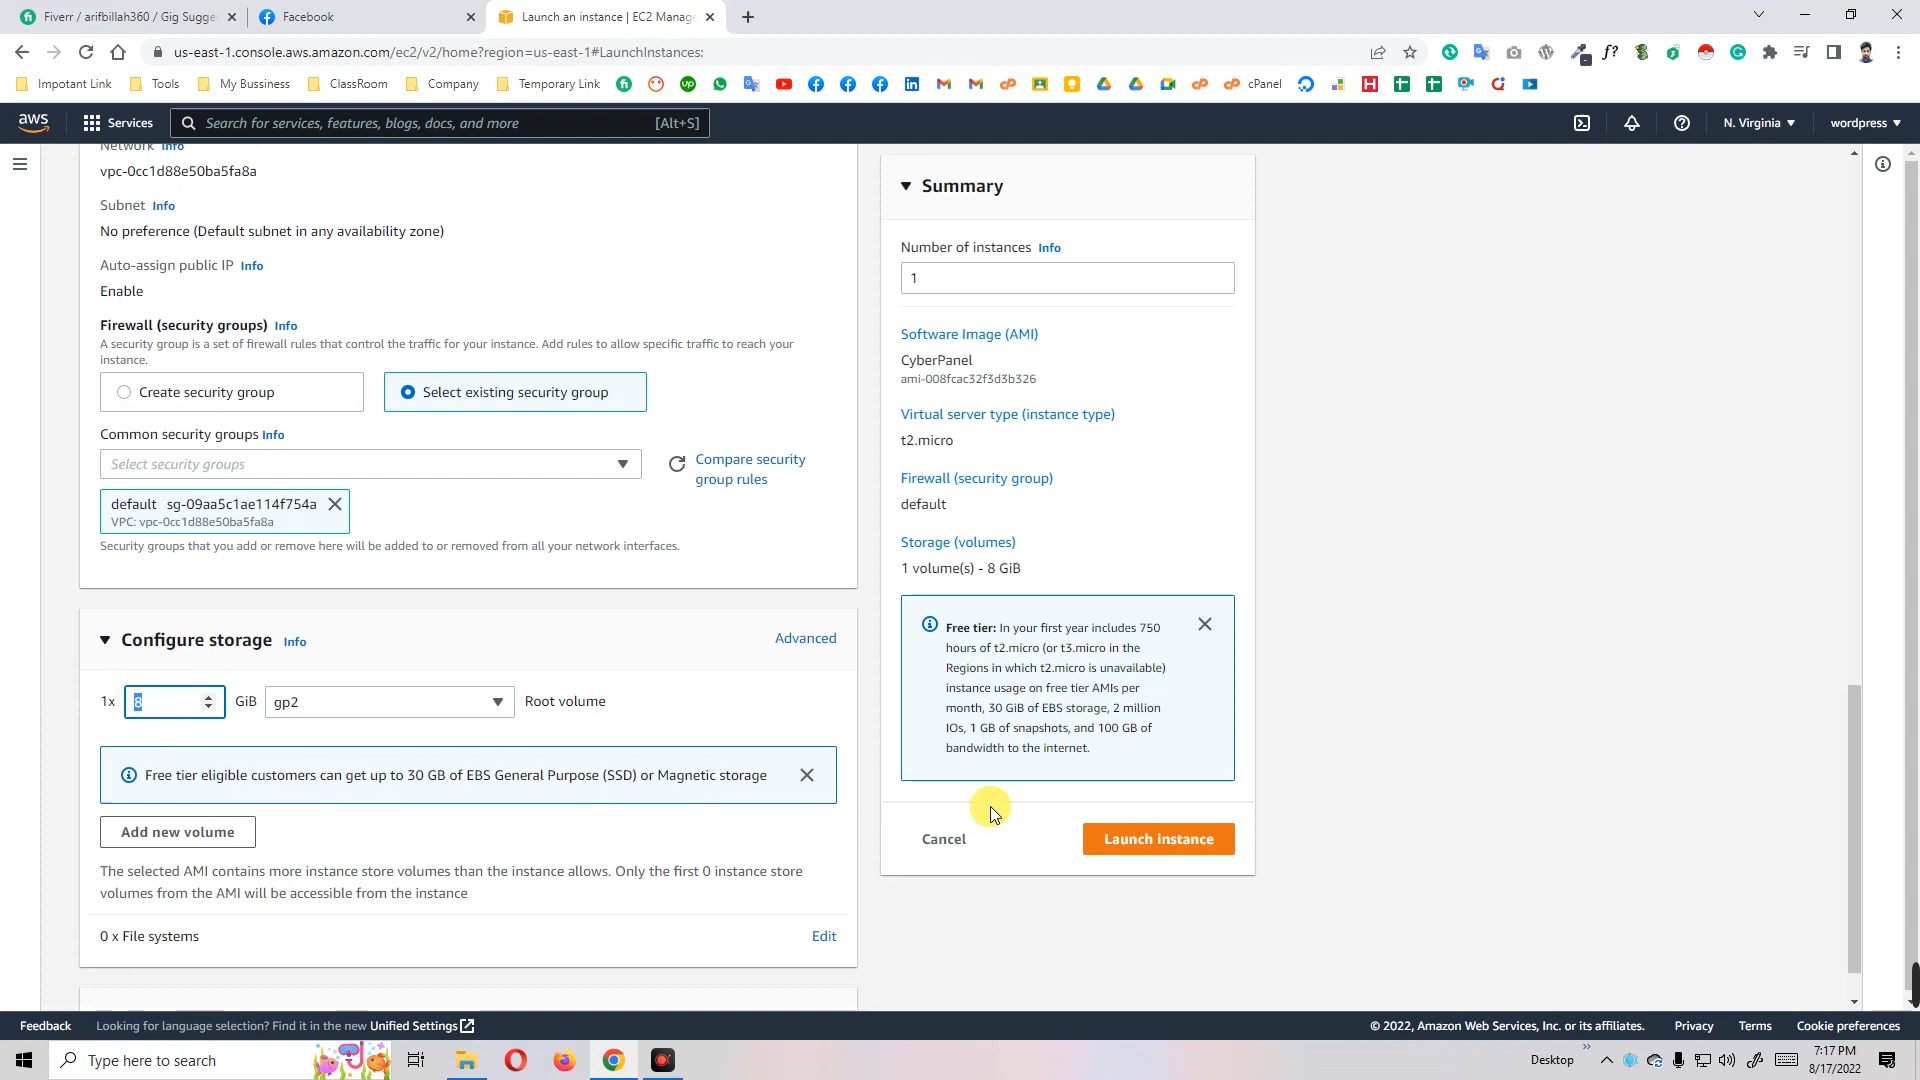 Fiverr / arifbillah360 / Gig Sugges
Facebook
Launch an instance | EC2 Manag
us-east-1.console.aws.amazon.com/ec2/v2/home?region=us-east-1#LaunchInstances:
Impotant Link
Tools
My Bussiness
ClassRoom
Company
Temporary Link
cPanel
aws
Services
Search for services, features, blogs, docs, and more
[Alt+S]
N. Virginia
wordpress
Network Info
vpc-0cc1d88e50ba5fa8a
Subnet Info
No preference (Default subnet in any availability zone)
Auto-assign public IP Info
Enable
Firewall (security groups) Info
A security group is a set of firewall rules that control the traffic for your instance. Add rules to allow specific traffic to reach your
instance.
Create security group
Select existing security group
Common security groups Info
Select security groups
Compare security
group rules
default sg-09aa5c1ae114f754a
VPC: vpc-0cc1d88e50ba5fa8a
Security groups that you add or remove here will be added to or removed from all your network interfaces.
Configure storage Info
Advanced
1x 8 GiB gp2 Root volume
Free tier eligible customers can get up to 30 GB of EBS General Purpose (SSD) or Magnetic storage
Add new volume
The selected AMI contains more instance store volumes than the instance allows. Only the first 0 instance store
volumes from the AMI will be accessible from the instance
0 x File systems
Edit
Summary
Number of instances Info
1
Software Image (AMI)
CyberPanel
ami-008fcac32f3d3b326
Virtual server type (instance type)
t2.micro
Firewall (security group)
default
Storage (volumes)
1 volume(s) - 8 GiB
Free tier: In your first year includes 750
hours of t2.micro (or t3.micro in the
Regions in which t2.micro is unavailable)
instance usage on free tier AMIs per
month, 30 GiB of EBS storage, 2 million
IOs, 1 GB of snapshots, and 100 GB of
bandwidth to the internet.
Cancel
Launch instance
Feedback
Looking for language selection? Find it in the new Unified Settings
© 2022, Amazon Web Services, Inc. or its affiliates.
Privacy
Terms
Cookie preferences
Type here to search
Desktop
7:17 PM
8/17/2022